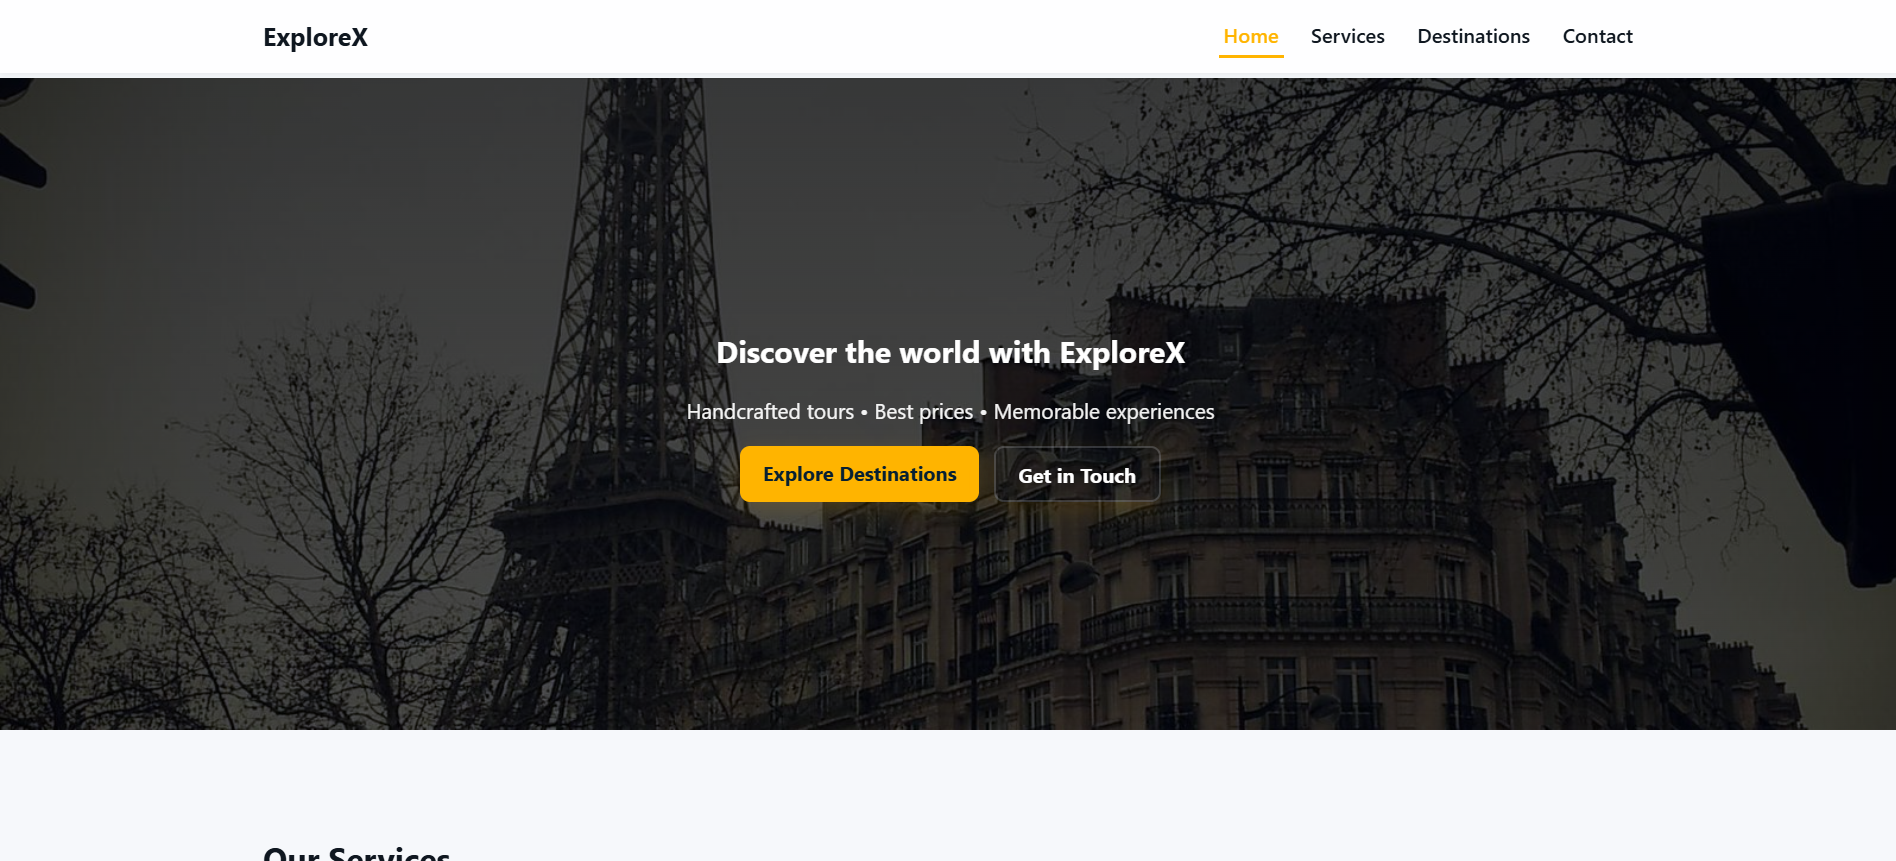 ExploreX
Home Services Destinations Contact
Discover the world with ExploreX
Handcrafted tours • Best prices • Memorable experiences
Explore Destinations Get in Touch
Our Services